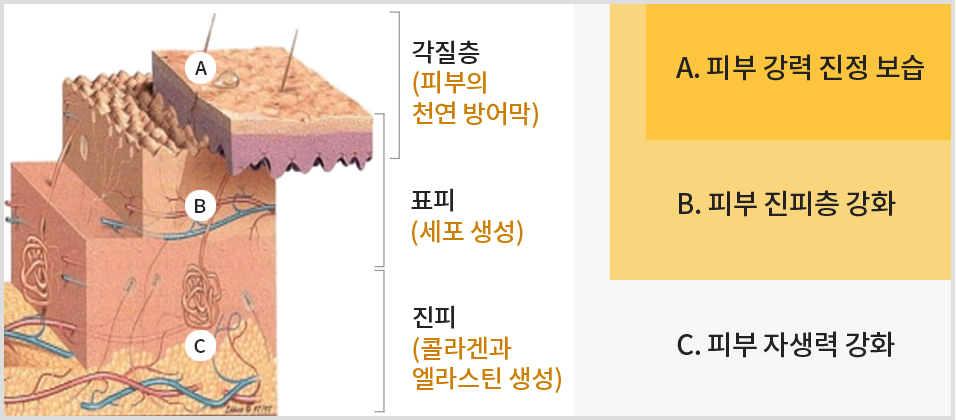 A
각질층
(피부의
천연 방어막)
A. 피부 강력 진정 보습
B
표피
(세포 생성)
B. 피부 진피층 강화
C
진피
(콜라겐과
엘라스틴 생성)
C. 피부 자생력 강화